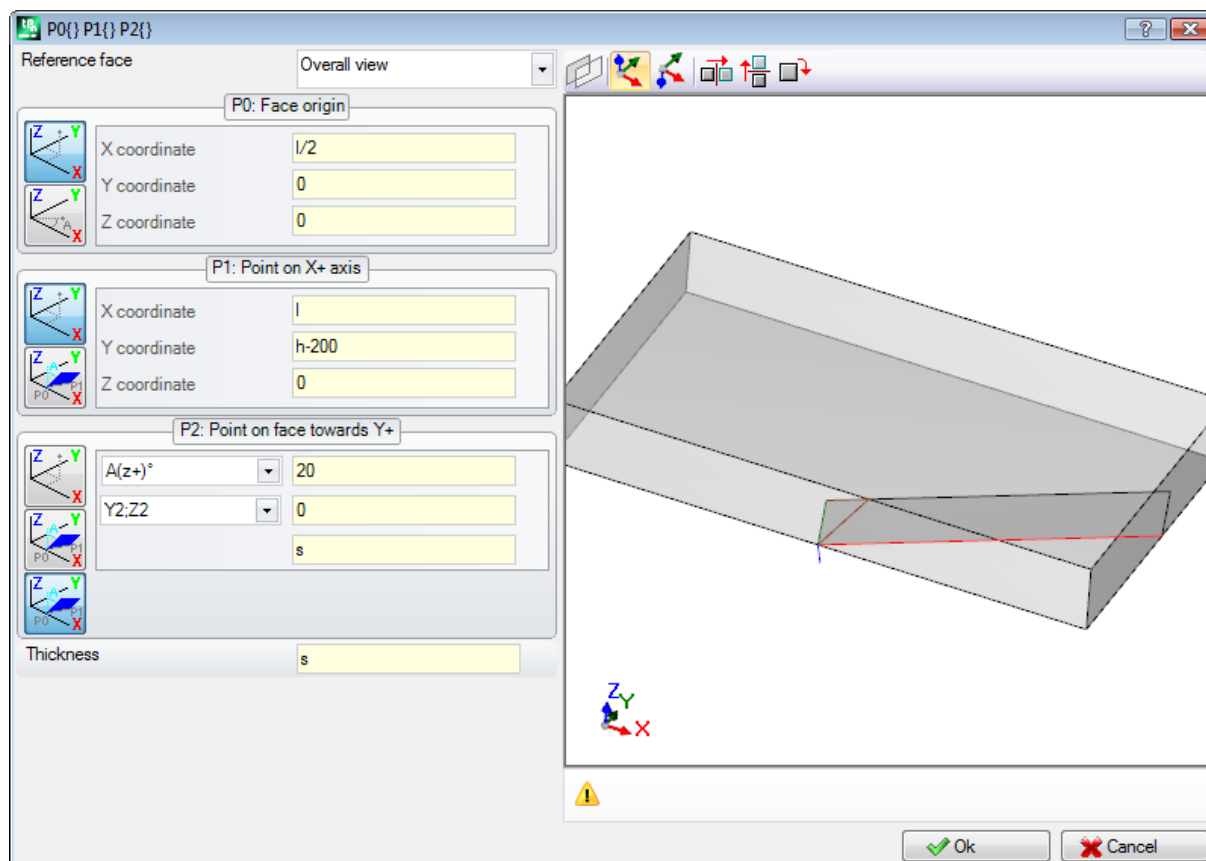 P0{} P1{} P2{}
Reference face
Overall view
P0: Face origin
X coordinate
l/2
Y coordinate
0
Z coordinate
0
P1: Point on X+ axis
X coordinate
l
Y coordinate
h-200
Z coordinate
0
P2: Point on face towards Y+
A(z+)°
20
Y2;Z2
0
s
Thickness
s
Z
Y
X
Ok
Cancel